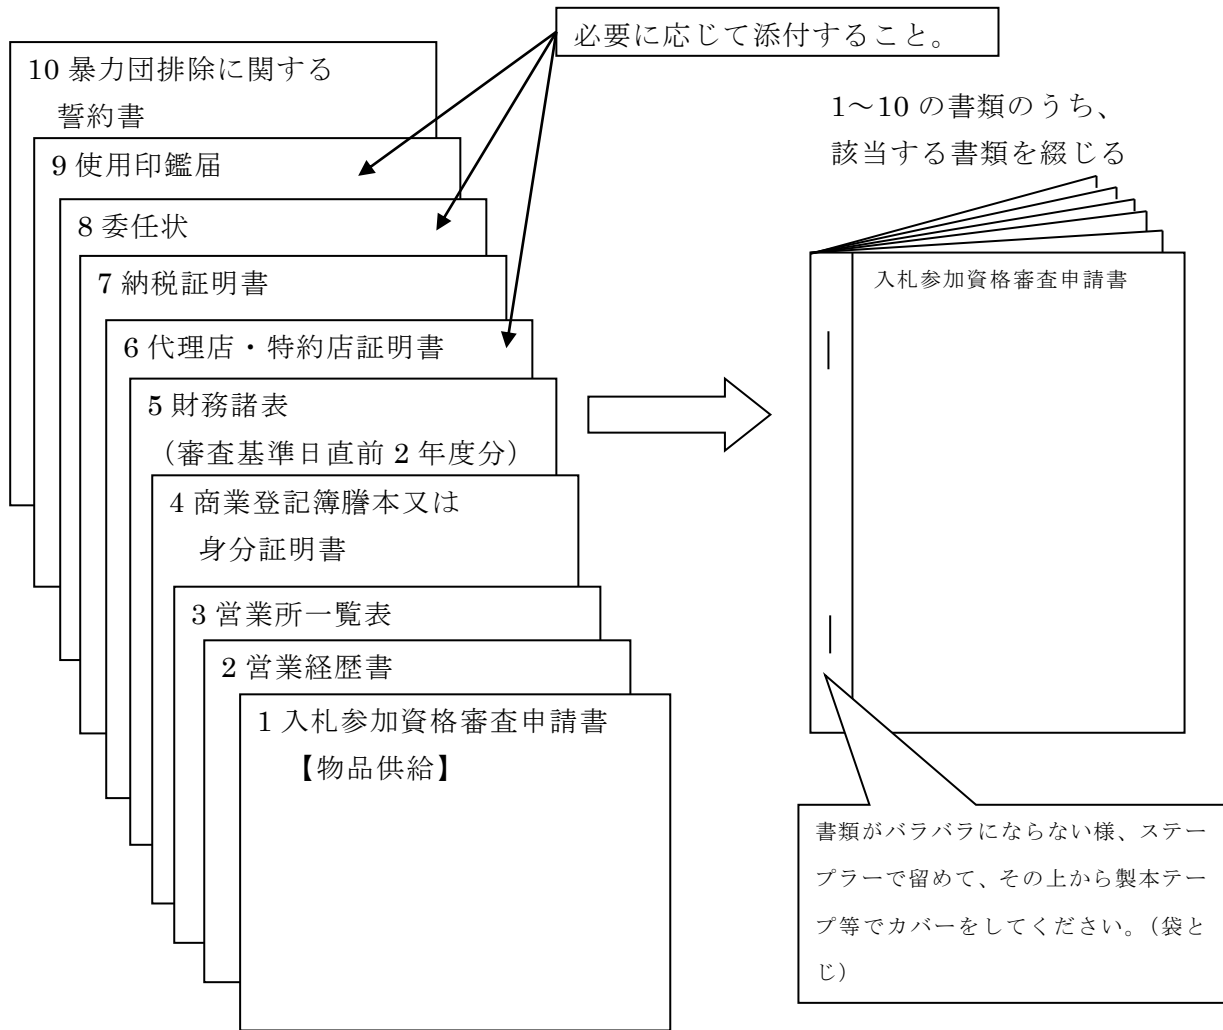 必要に応じて添付すること。
10 暴力団排除に関する
誓約書
9 使用印鑑届
8 委任状
7 納税証明書
6 代理店・特約店証明書
5 財務諸表
（審査基準日直前 2 年度分）
4 商業登記簿謄本又は
身分証明書
3 営業所一覧表
2 営業経歴書
1 入札参加資格審査申請書
【物品供給】
1～10 の書類のうち、
該当する書類を綴じる
入札参加資格審査申請書
書類がバラバラにならない様、ステー
プラーで留めて、その上から製本テー
プ等でカバーをしてください。（袋と
じ）